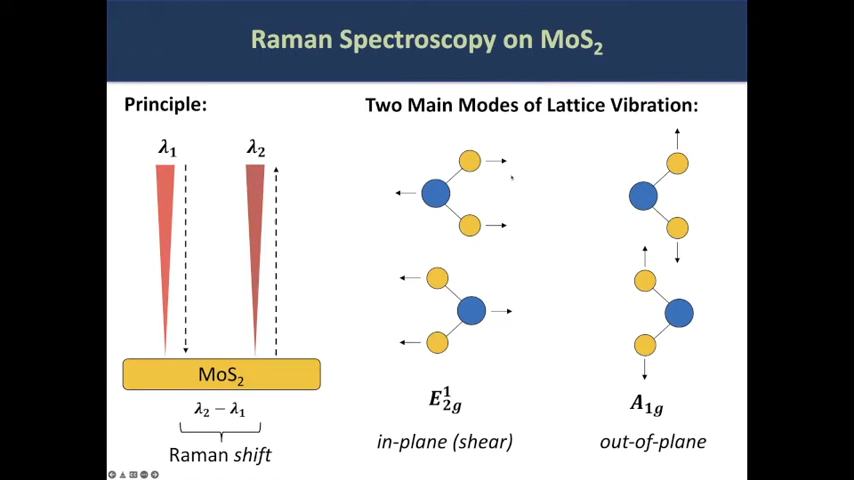 Raman Spectroscopy on MoS₂
Principle:
λ₁ λ₂
MoS₂
λ₂ − λ₁
Raman shift
Two Main Modes of Lattice Vibration:
E¹₂g
in-plane (shear)
A₁g
out-of-plane